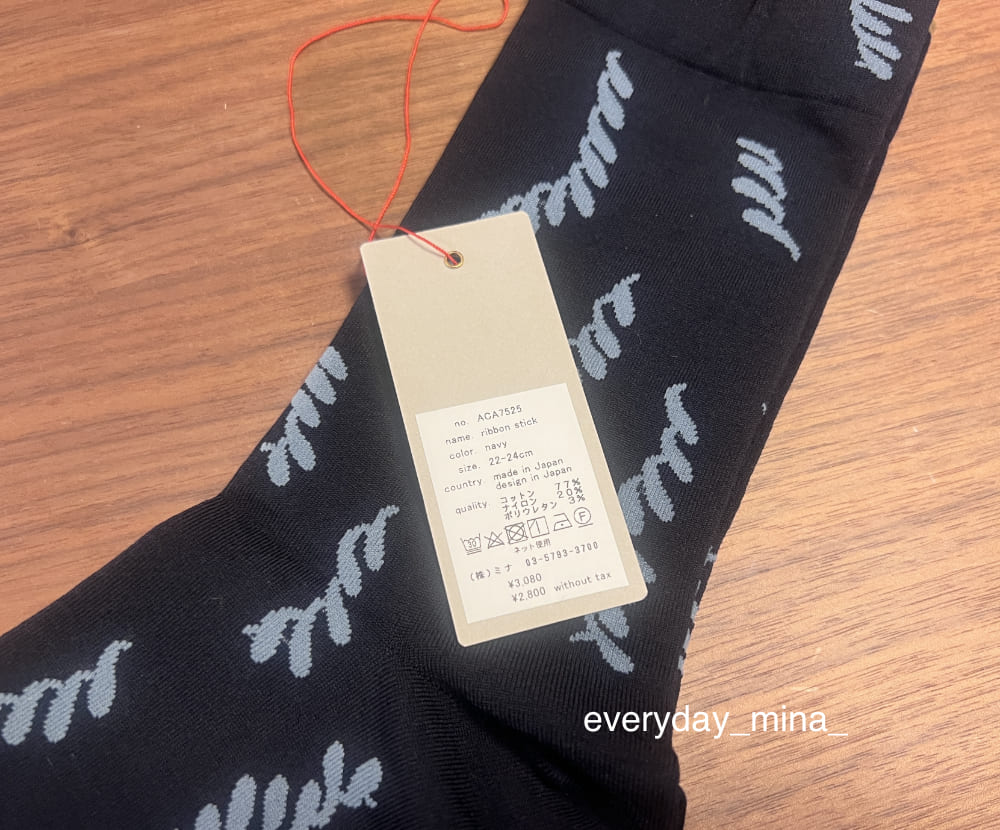 no. ACA7525
name. ribbon stick
color. navy
size. 22-24cm
country. made in Japan
design in Japan
quality. コットン 77%
ナイロン 20%
ポリウレタン 3%
30 F
ネット使用
(株)ミナ 03-5793-3700
¥3,080
¥2,800 without tax
everyday_mina_